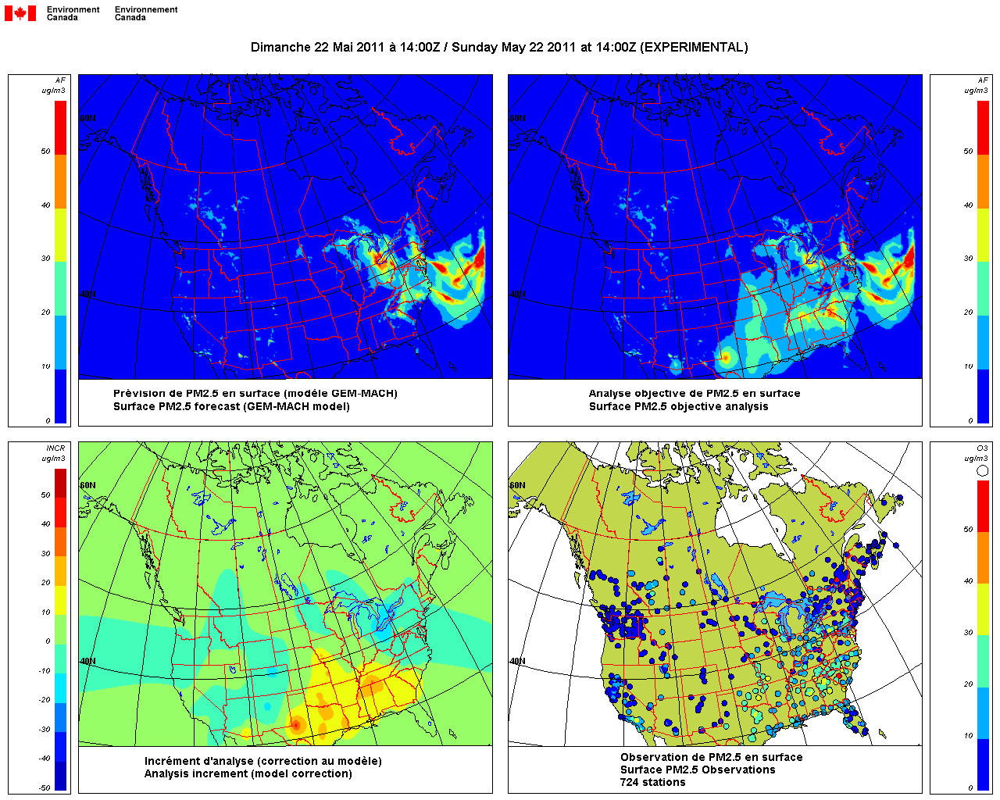 Environment Canada
Environnement Canada
Dimanche 22 Mai 2011 à 14:00Z / Sunday May 22 2011 at 14:00Z (EXPERIMENTAL)
AF
ug/m3
50
40
30
20
10
0
60N
40N
Prévision de PM2.5 en surface (modèle GEM-MACH)
Surface PM2.5 forecast (GEM-MACH model)
60N
40N
Analyse objective de PM2.5 en surface
Surface PM2.5 objective analysis
AF
ug/m3
50
40
30
20
10
0
INCR
ug/m3
50
40
30
20
10
0
-10
-20
-30
-40
-50
60N
40N
Incrément d'analyse (correction au modèle)
Analysis increment (model correction)
60N
40N
Observation de PM2.5 en surface
Surface PM2.5 Observations
724 stations
O3
ug/m3
50
40
30
20
10
0